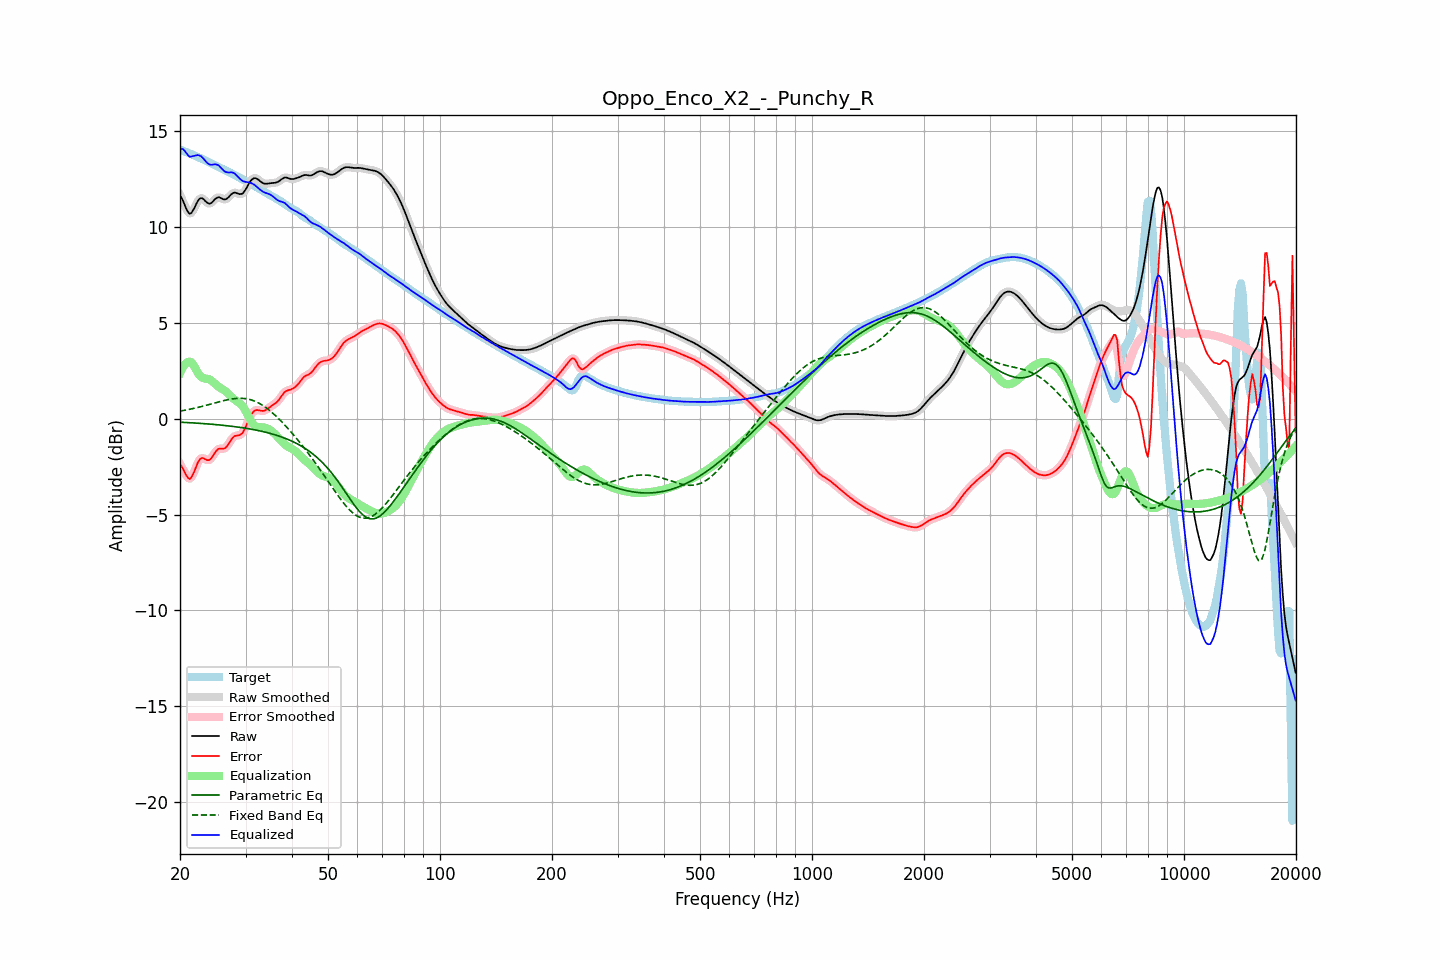 Oppo_Enco_X2_-_Punchy_R
Amplitude (dBr)
15
10
5
0
−5
−10
−15
−20
Target
Raw Smoothed
Error Smoothed
Raw
Error
Equalization
Parametric Eq
Fixed Band Eq
Equalized
20 50 100 200 500 1000 2000 5000 10000 20000
Frequency (Hz)